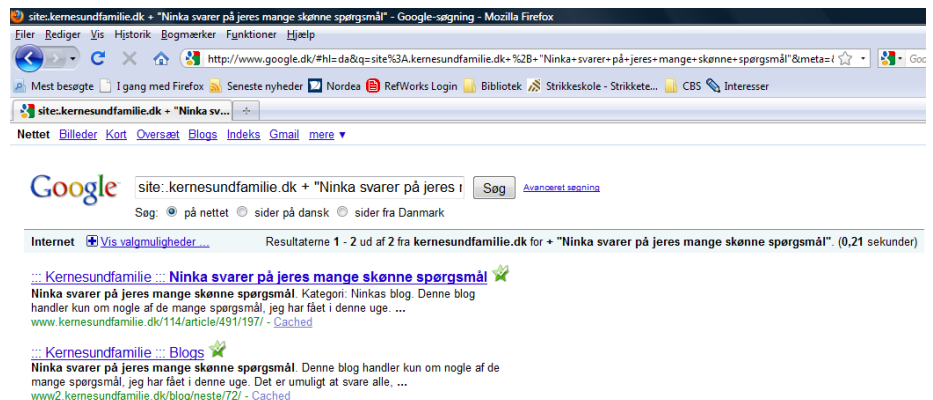 site:.kernesundfamilie.dk + "Ninka svarer på jeres mange skønne spørgsmål" - Google-søgning - Mozilla Firefox
Filer Rediger Vis Historik Bogmærker Funktioner Hjælp
http://www.google.dk/#hl=da&q=site%3A.kernesundfamilie.dk+%2B+"Ninka+svarer+på+jeres+mange+skønne+spørgsmål"&meta=&
Mest besøgte I gang med Firefox Seneste nyheder Nordea RefWorks Login Bibliotek Strikkeskole - Strikkete... CBS Interesser
site:.kernesundfamilie.dk + "Ninka sv...
Nettet Billeder Kort Oversæt Blogs Indeks Gmail mere ▼
Google site:.kernesundfamilie.dk + "Ninka svarer på jeres Søg Avanceret søgning
Søg: på nettet sider på dansk sider fra Danmark
Internet Vis valgmuligheder ... Resultaterne 1 - 2 ud af 2 fra kernesundfamilie.dk for + "Ninka svarer på jeres mange skønne spørgsmål". (0,21 sekunder)
::: Kernesundfamilie ::: Ninka svarer på jeres mange skønne spørgsmål
Ninka svarer på jeres mange skønne spørgsmål. Kategori: Ninkas blog. Denne blog
handler kun om nogle af de mange spørgsmål, jeg har fået i denne uge. ...
www.kernesundfamilie.dk/114/article/491/197/ - Cached
::: Kernesundfamilie ::: Blogs
Ninka svarer på jeres mange skønne spørgsmål. Denne blog handler kun om nogle af de
mange spørgsmål, jeg har fået i denne uge. Det er umuligt at svare alle, ...
www2.kernesundfamilie.dk/blog/neste/72/ - Cached